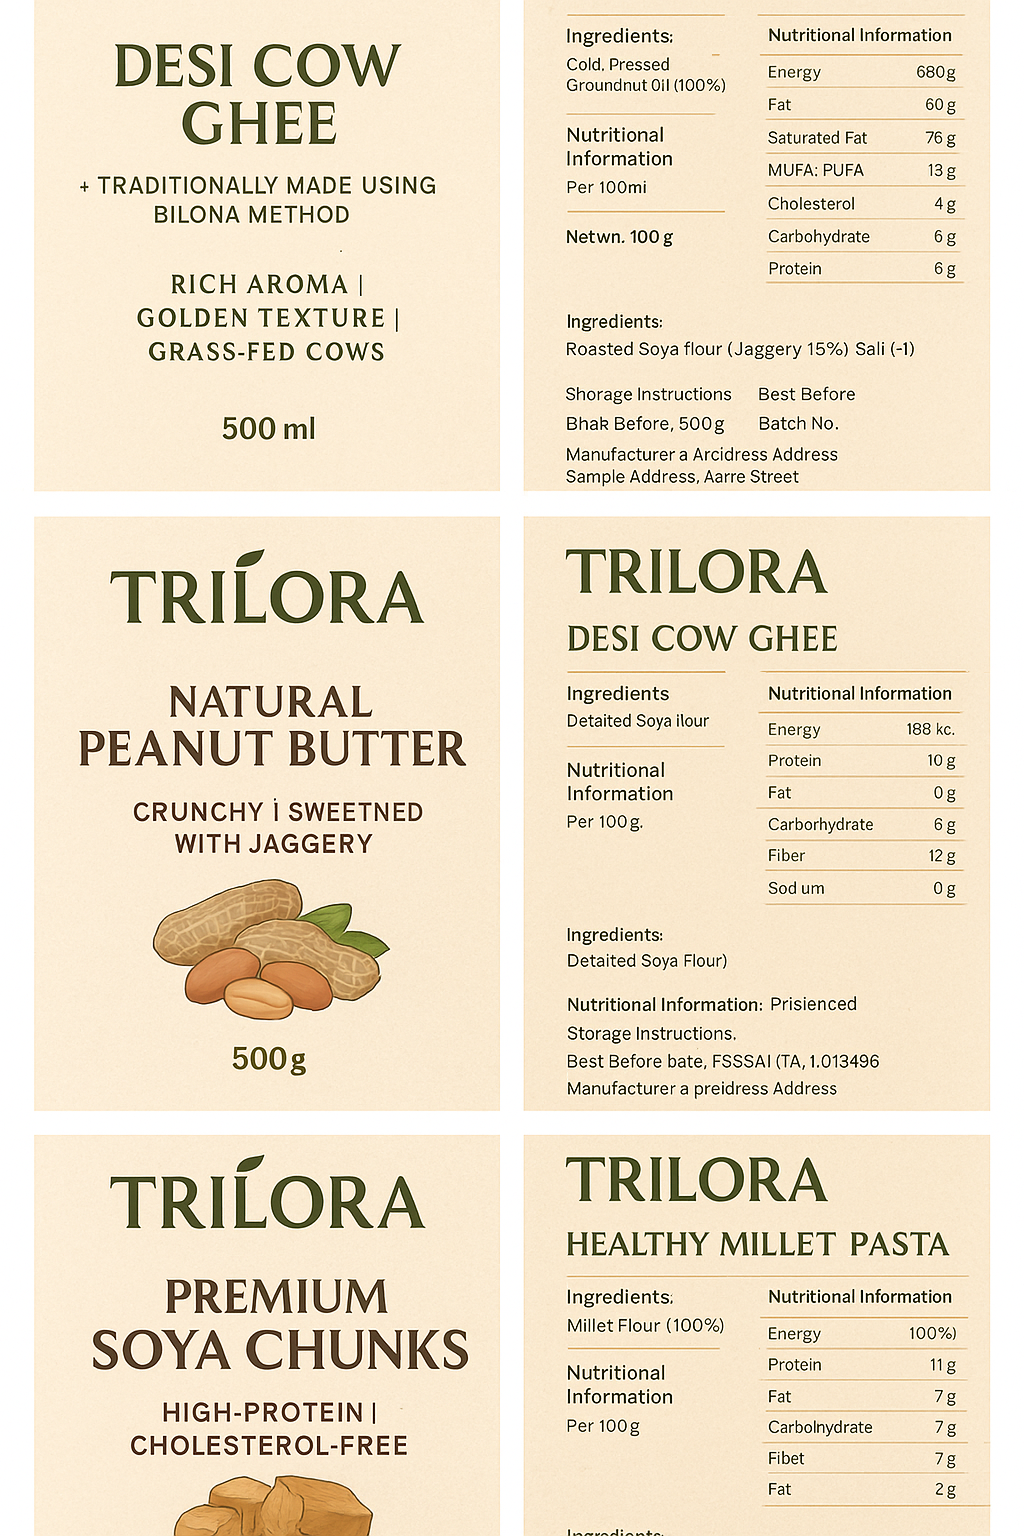 DESI COW
GHEE
+ TRADITIONALLY MADE USING
BILONA METHOD
RICH AROMA |
GOLDEN TEXTURE |
GRASS-FED COWS
500 ml
Ingredients:
Cold. Pressed
Groundnut Oil (100%)
Nutritional
Information
Per 100mi
Netwn. 100 g
Nutritional Information
Energy 680g
Fat 60 g
Saturated Fat 76 g
MUFA: PUFA 13 g
Cholesterol 4 g
Carbohydrate 6 g
Protein 6 g
Ingredients:
Roasted Soya flour (Jaggery 15%) Sali (-1)
Shorage Instructions Best Before
Bhak Before, 500g Batch No.
Manufacturer a Arcidress Address
Sample Address, Aarre Street
TRILORA
NATURAL
PEANUT BUTTER
CRUNCHY i SWEETNED
WITH JAGGERY
500g
TRILORA
DESI COW GHEE
Ingredients
Detaited Soya ilour
Nutritional
Information
Per 100g.
Nutritional Information
Energy 188 kc.
Protein 10 g
Fat 0 g
Carborhydrate 6 g
Fiber 12 g
Sod um 0 g
Ingredients:
Detaited Soya Flour)
Nutritional Information: Prisienced
Storage Instructions.
Best Before bate, FSSSAI (TA, 1.013496
Manufacturer a preidress Address
TRILORA
PREMIUM
SOYA CHUNKS
HIGH-PROTEIN |
CHOLESTEROL-FREE
TRILORA
HEALTHY MILLET PASTA
Ingredients.
Millet Flour (100%)
Nutritional
Information
Per 100g
Nutritional Information
Energy 100%)
Protein 11 g
Fat 7 g
Carbolnydrate 7 g
Fibet 7 g
Fat 2 g
Ingredients: